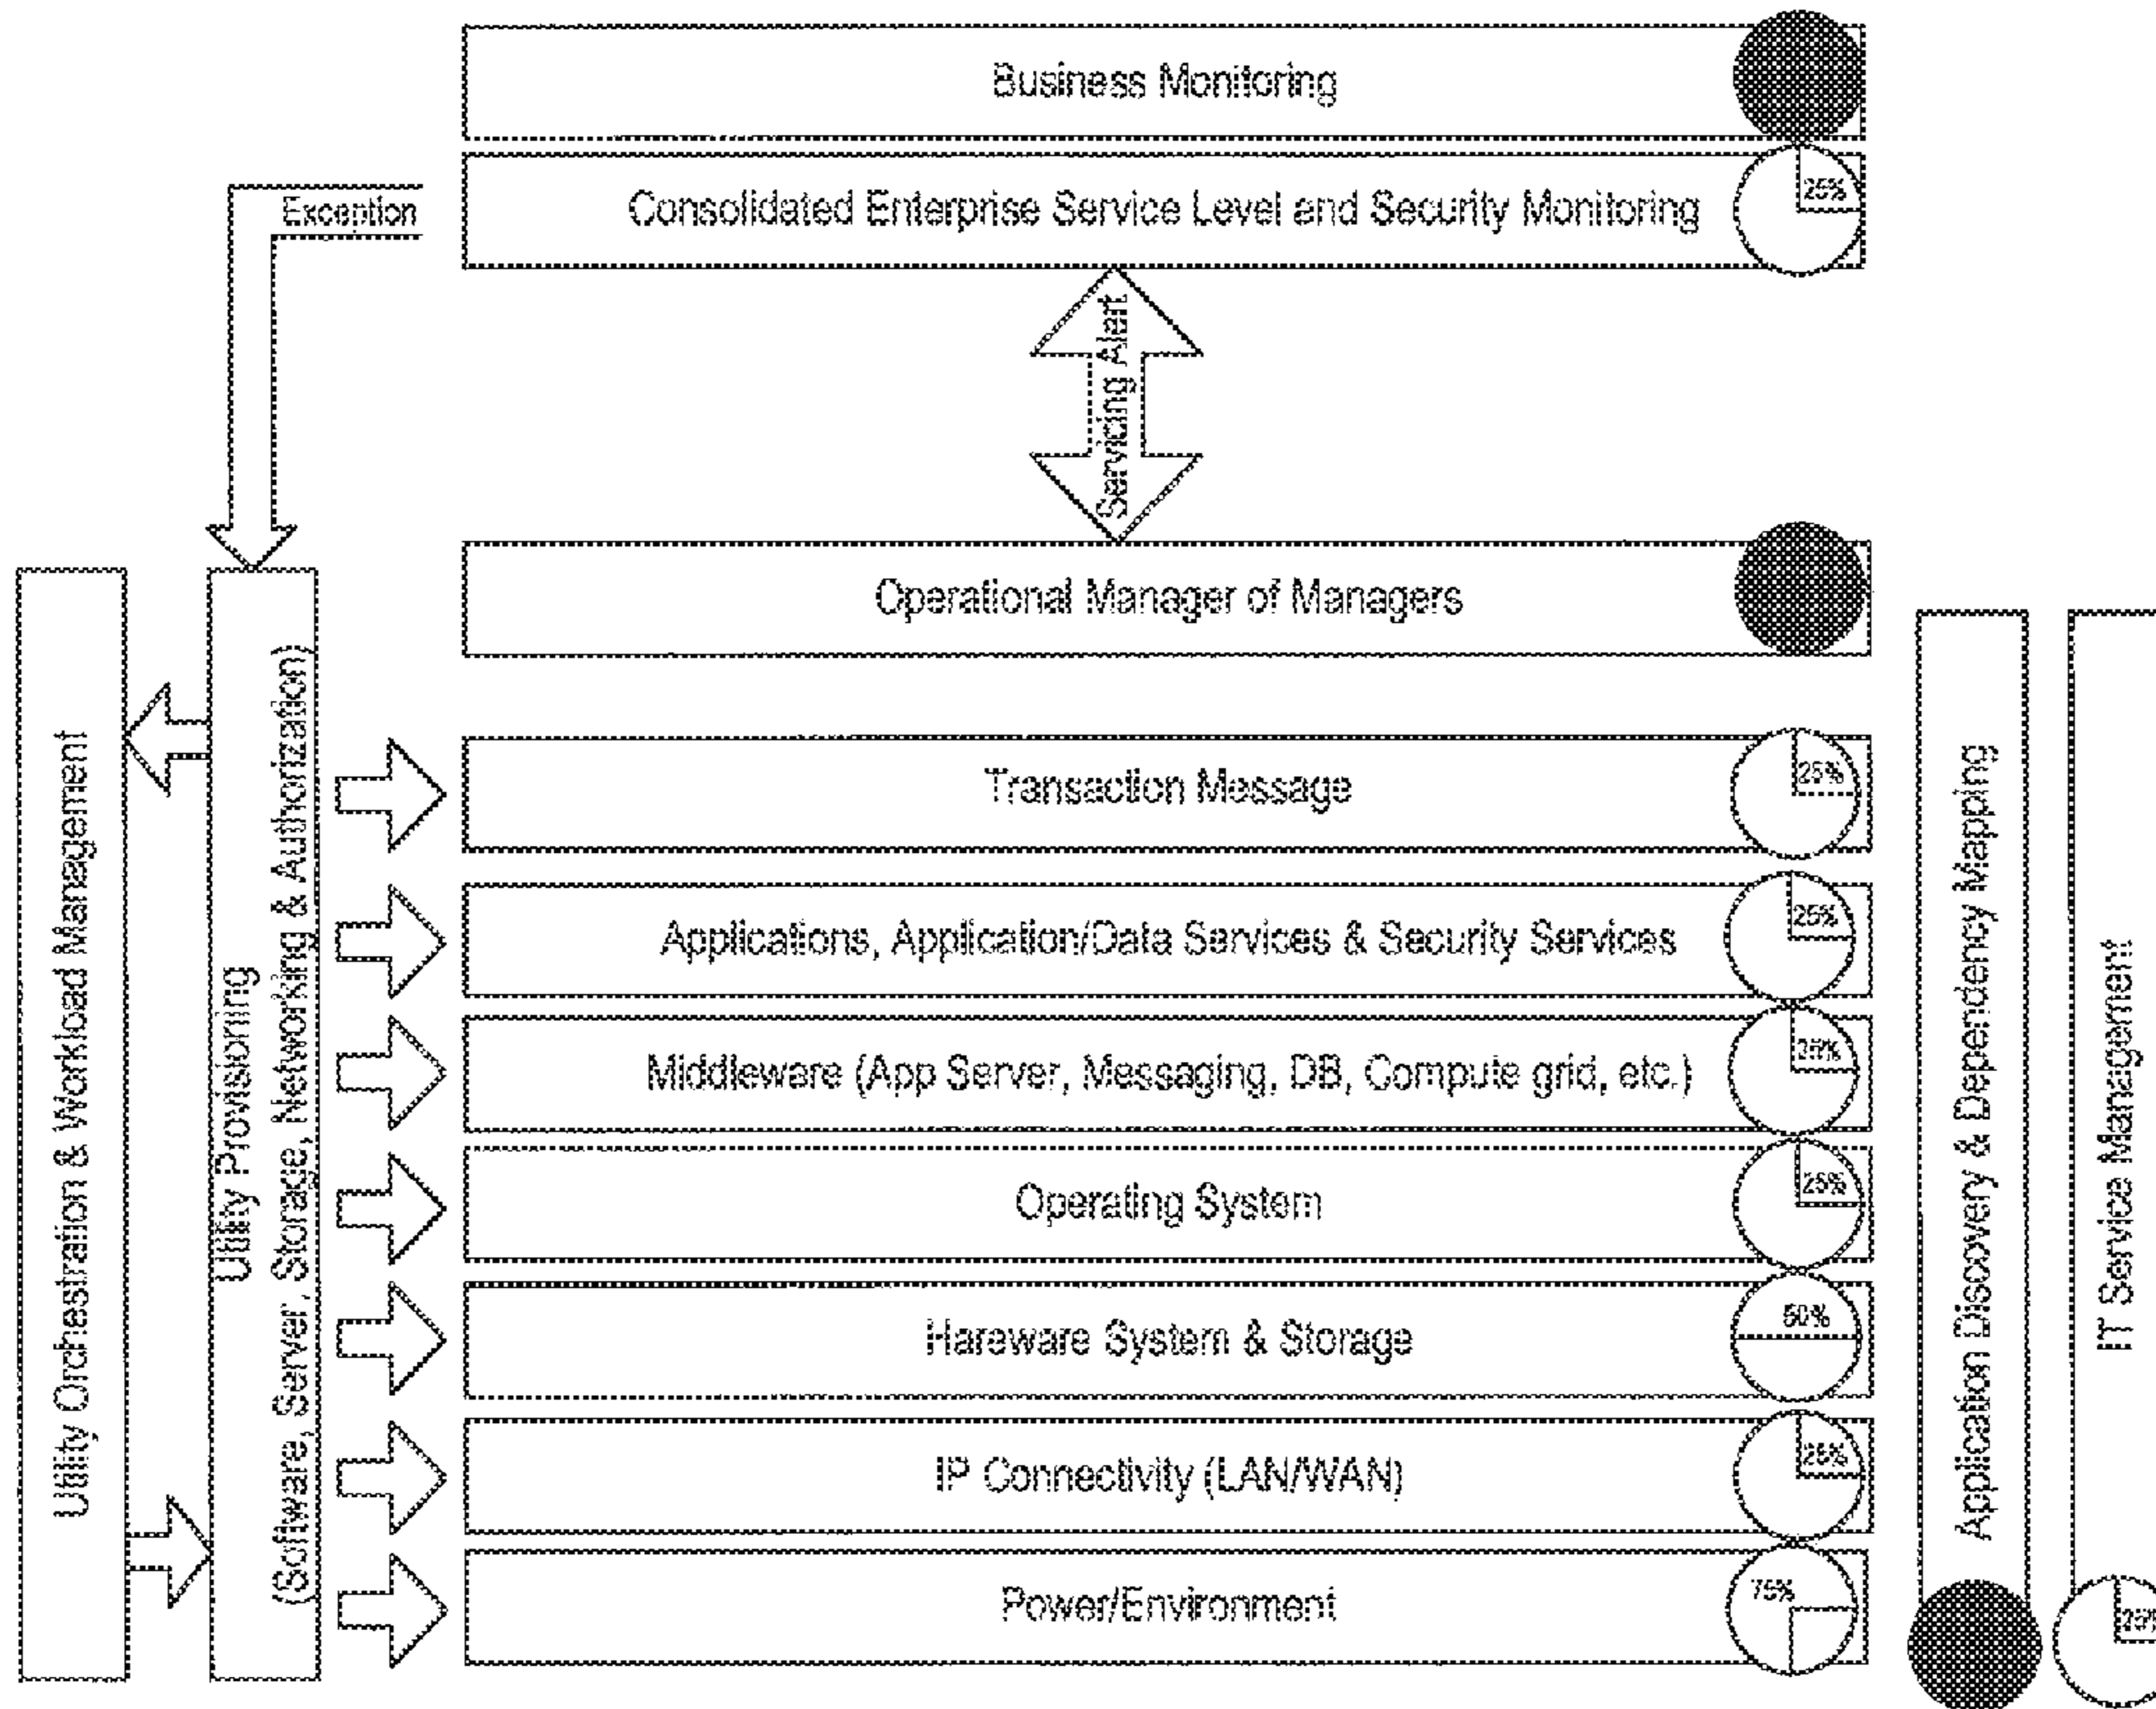 Business Monitoring
Consolidated Enterprise Service Level and Security Monitoring
25%
Exception
Servicing Alert
Operational Manager of Managers
Utility Orchestration & Workload Management
Utility Provisioning
(Software, Server, Storage, Networking & Authorization)
Transaction Message
25%
Applications, Application/Data Services & Security Services
25%
Middleware (App Server, Messaging, DB, Compute grid, etc.)
25%
Operating System
25%
Hareware System & Storage
50%
IP Connectivity (LAN/WAN)
25%
Power/Environment
75%
Application Discovery & Dependency Mapping
IT Service Management
25%